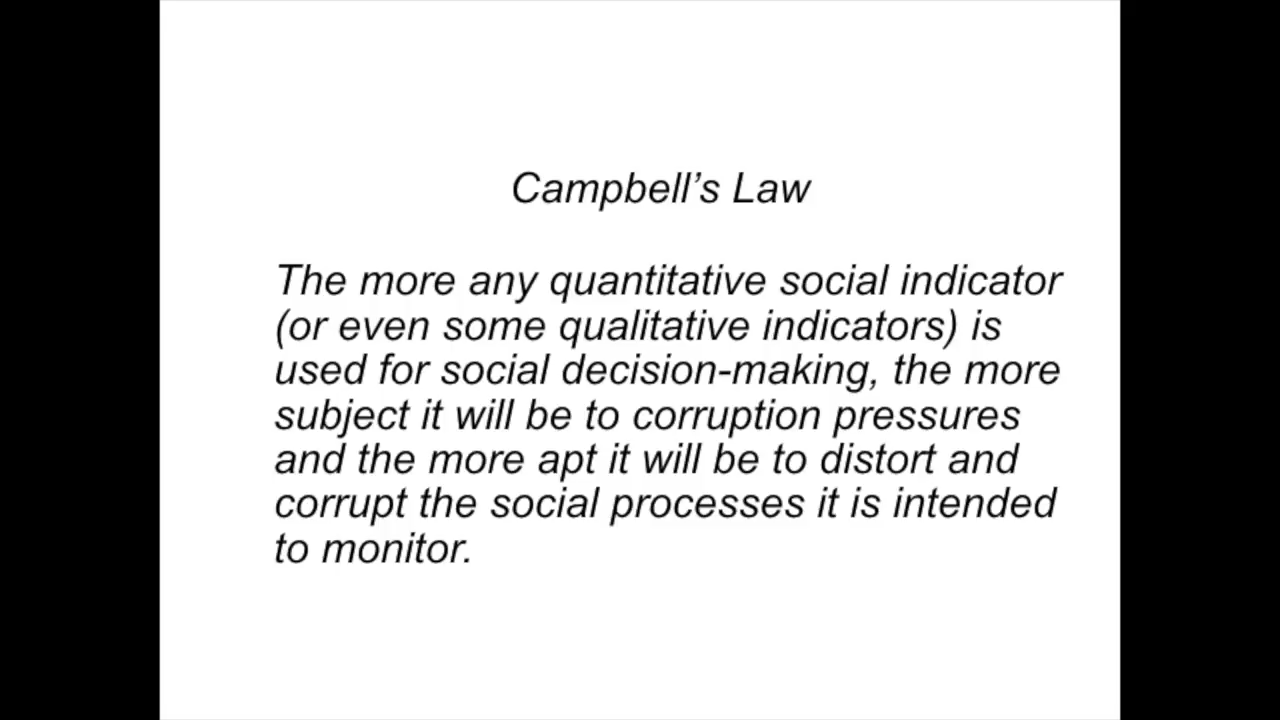 Campbell’s Law
The more any quantitative social indicator
(or even some qualitative indicators) is
used for social decision-making, the more
subject it will be to corruption pressures
and the more apt it will be to distort and
corrupt the social processes it is intended
to monitor.